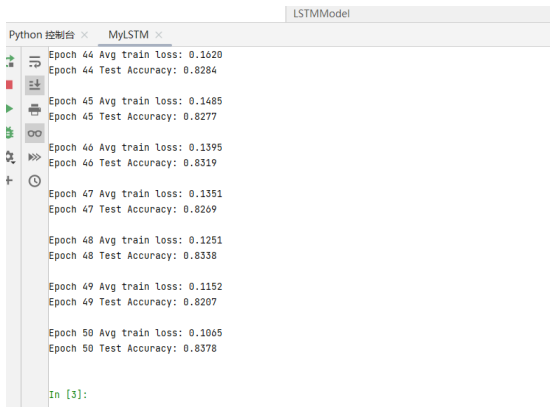 LSTMModel
Python 控制台 × MyLSTM ×
Epoch 44 Avg train loss: 0.1620
Epoch 44 Test Accuracy: 0.8284
Epoch 45 Avg train loss: 0.1485
Epoch 45 Test Accuracy: 0.8277
Epoch 46 Avg train loss: 0.1395
Epoch 46 Test Accuracy: 0.8319
Epoch 47 Avg train loss: 0.1351
Epoch 47 Test Accuracy: 0.8269
Epoch 48 Avg train loss: 0.1251
Epoch 48 Test Accuracy: 0.8338
Epoch 49 Avg train loss: 0.1152
Epoch 49 Test Accuracy: 0.8207
Epoch 50 Avg train loss: 0.1065
Epoch 50 Test Accuracy: 0.8378
In [3]: